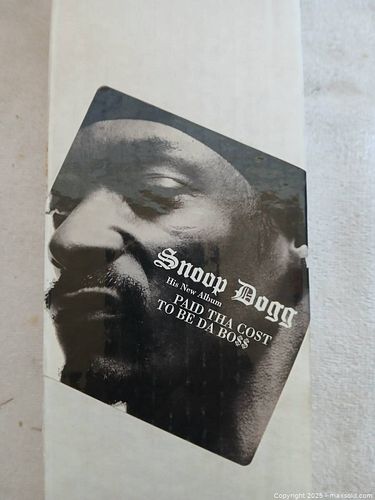 Snoop Dogg
His New Album
PAID THA COST
TO BE DA BO$$
Copyright 2025 - maxsold.com